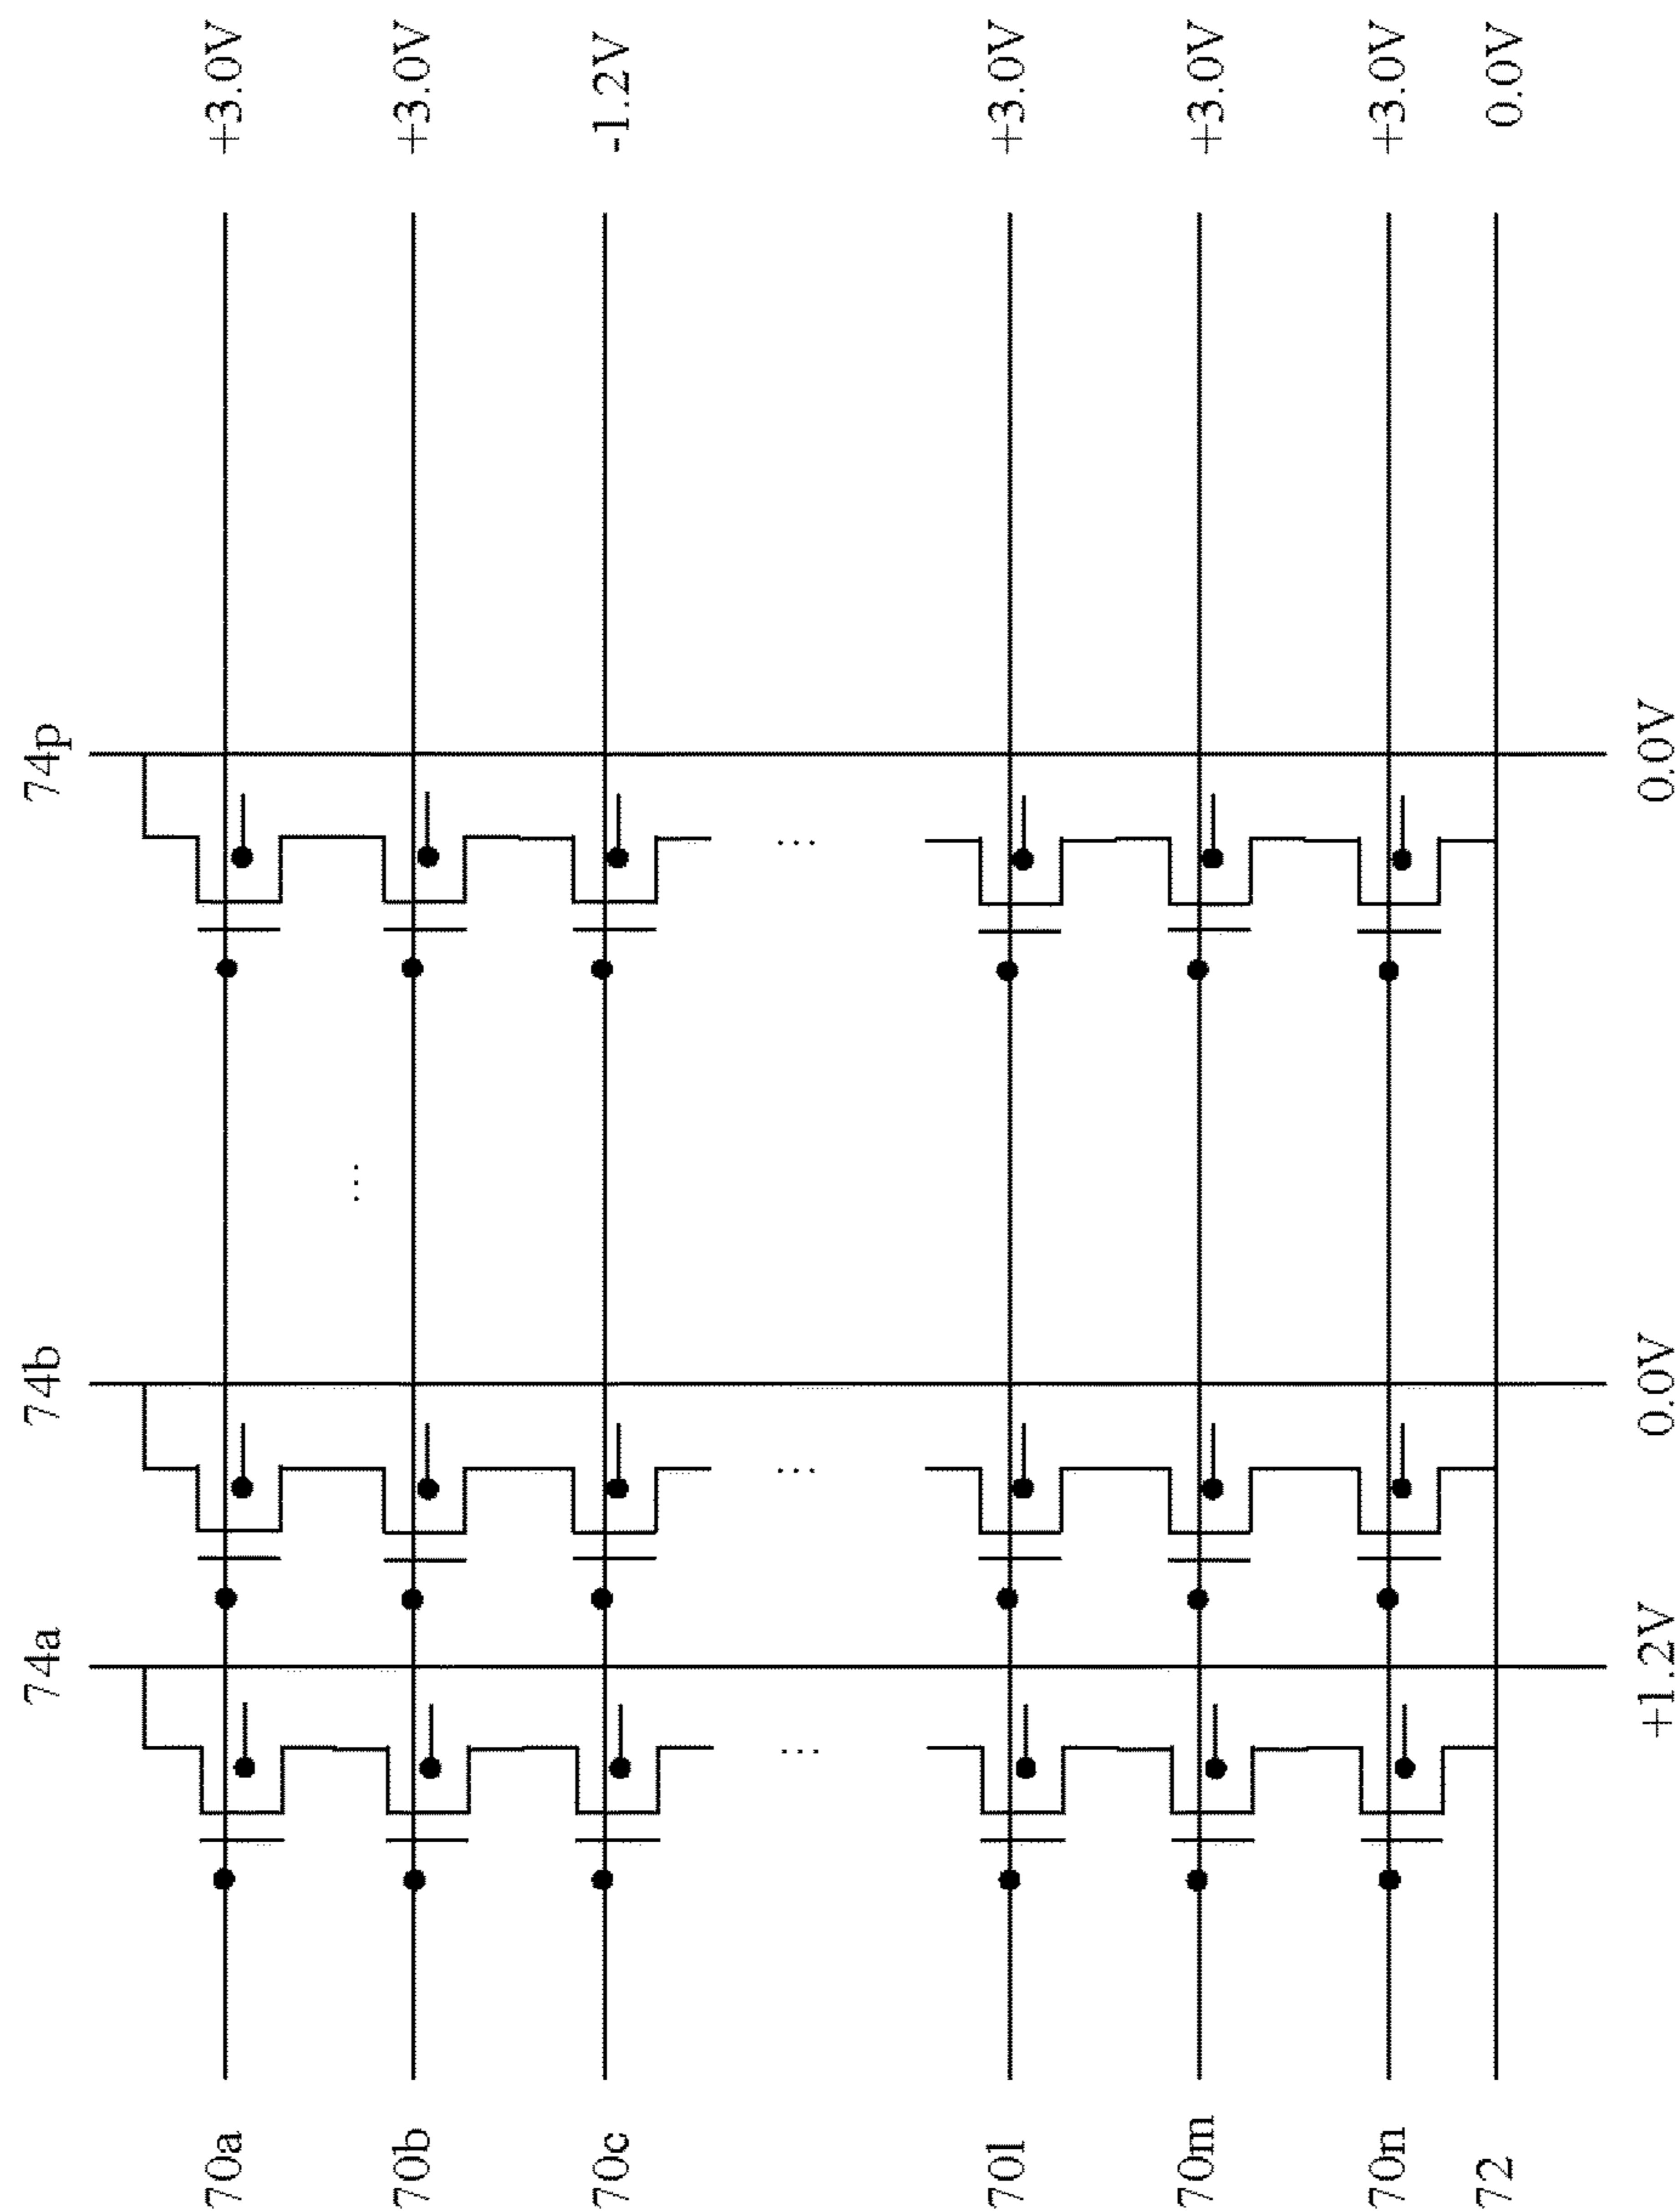 74a
74b
74p
70a
+3.0V
...
70b
+3.0V
70c
-1.2V
... ... ...
70l
+3.0V
70m
+3.0V
70n
+3.0V
72
0.0V
+1.2V
0.0V
0.0V